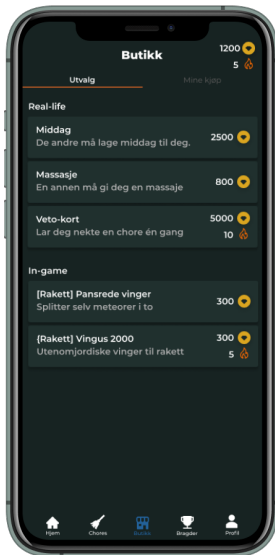 Butikk
1200
5
Utvalg
Mine kjøp
Real-life
Middag
De andre må lage middag til deg.
2500
Massasje
En annen må gi deg en massaje
800
Veto-kort
Lar deg nekte en chore én gang
5000
10
In-game
[Rakett] Pansrede vinger
Splitter selv meteorer i to
300
{Rakett] Vingus 2000
Utenomjordiske vinger til rakett
300
5
Hjem
Chores
Butikk
Bragder
Profil